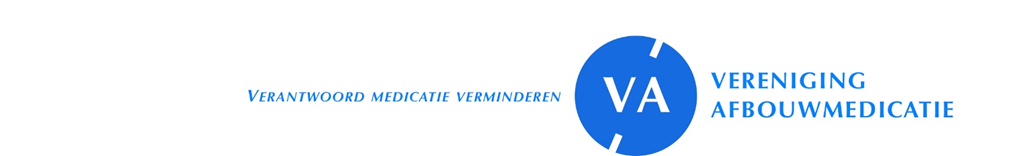 VERANTWOORD MEDICATIE VERMINDEREN
VA
VERENIGING
AFBOUWMEDICATIE